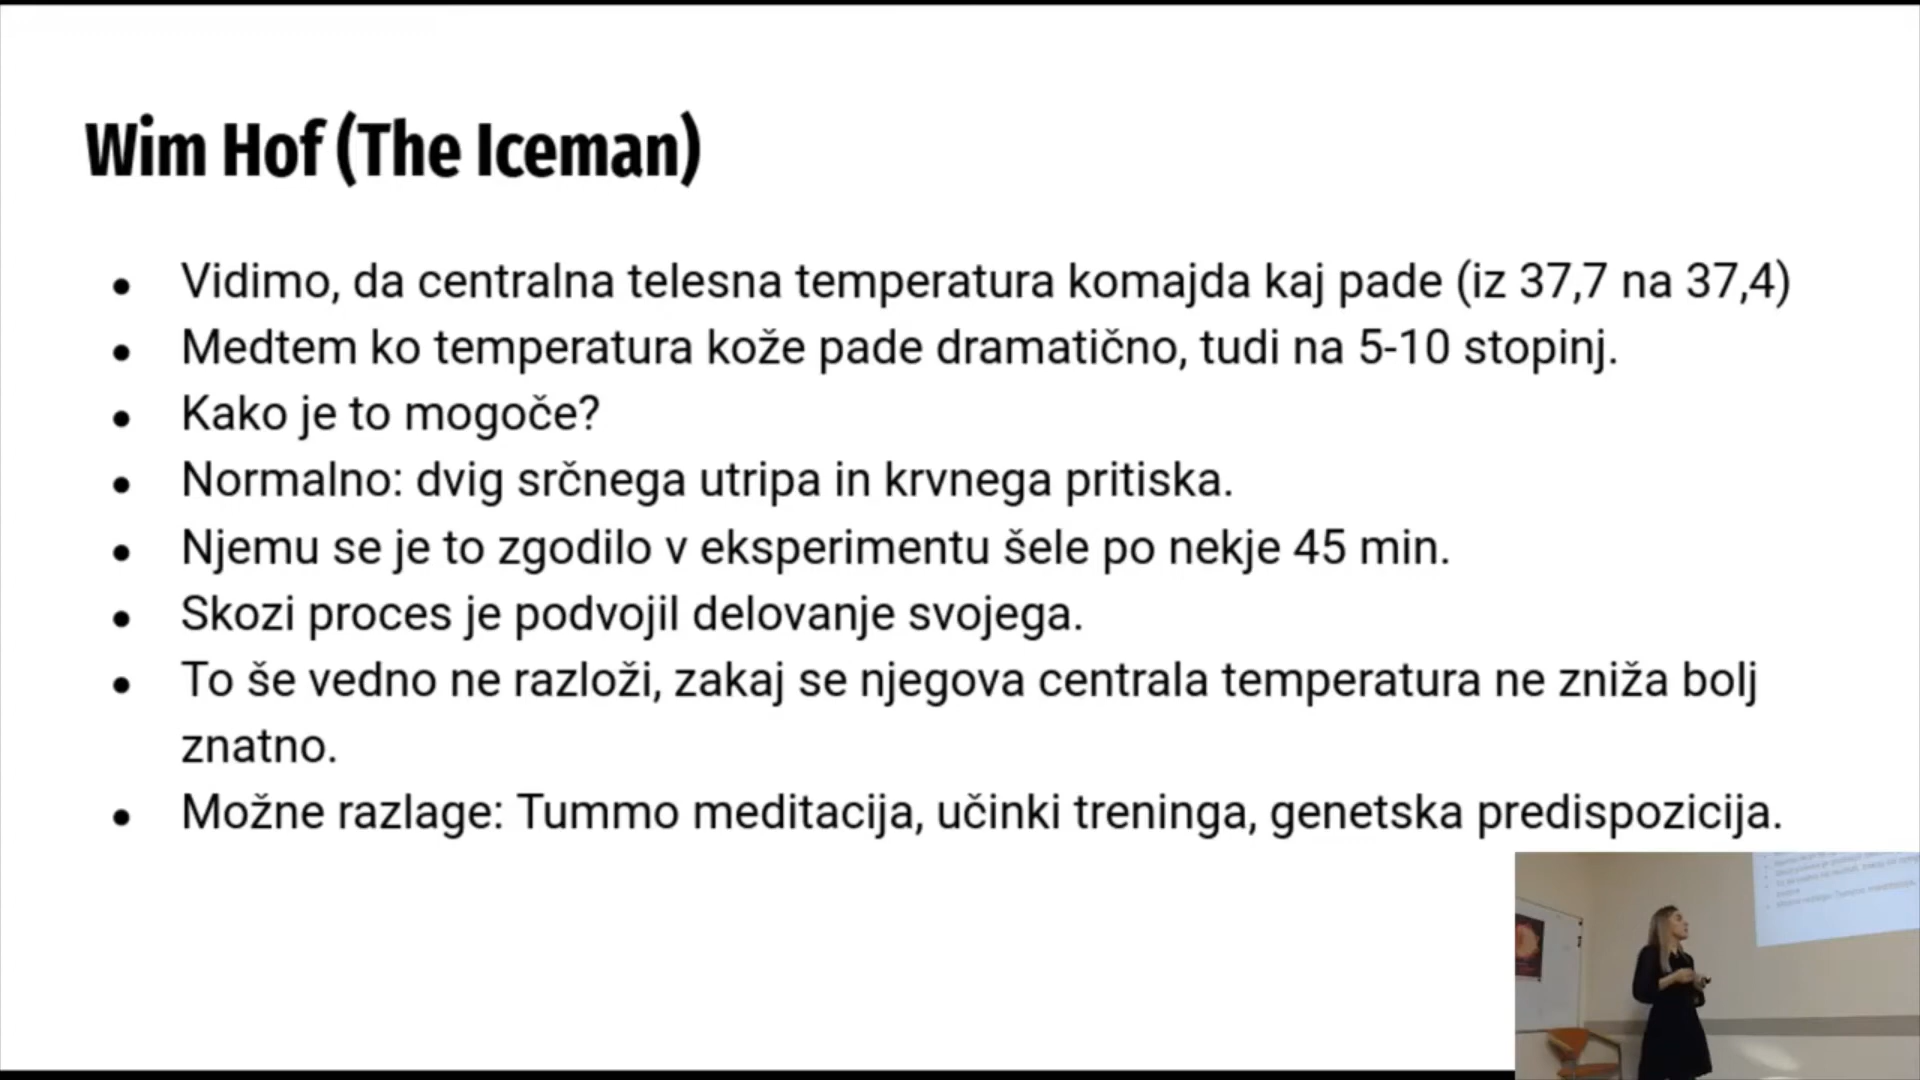 Wim Hof (The Iceman)
● Vidimo, da centralna telesna temperatura komajda kaj pade (iz 37,7 na 37,4)
● Medtem ko temperatura kože pade dramatično, tudi na 5-10 stopinj.
● Kako je to mogoče?
● Normalno: dvig srčnega utripa in krvnega pritiska.
● Njemu se je to zgodilo v eksperimentu šele po nekje 45 min.
● Skozi proces je podvojil delovanje svojega.
● To še vedno ne razloži, zakaj se njegova centrala temperatura ne zniža bolj
znatno.
● Možne razlage: Tummo meditacija, učinki treninga, genetska predispozicija.